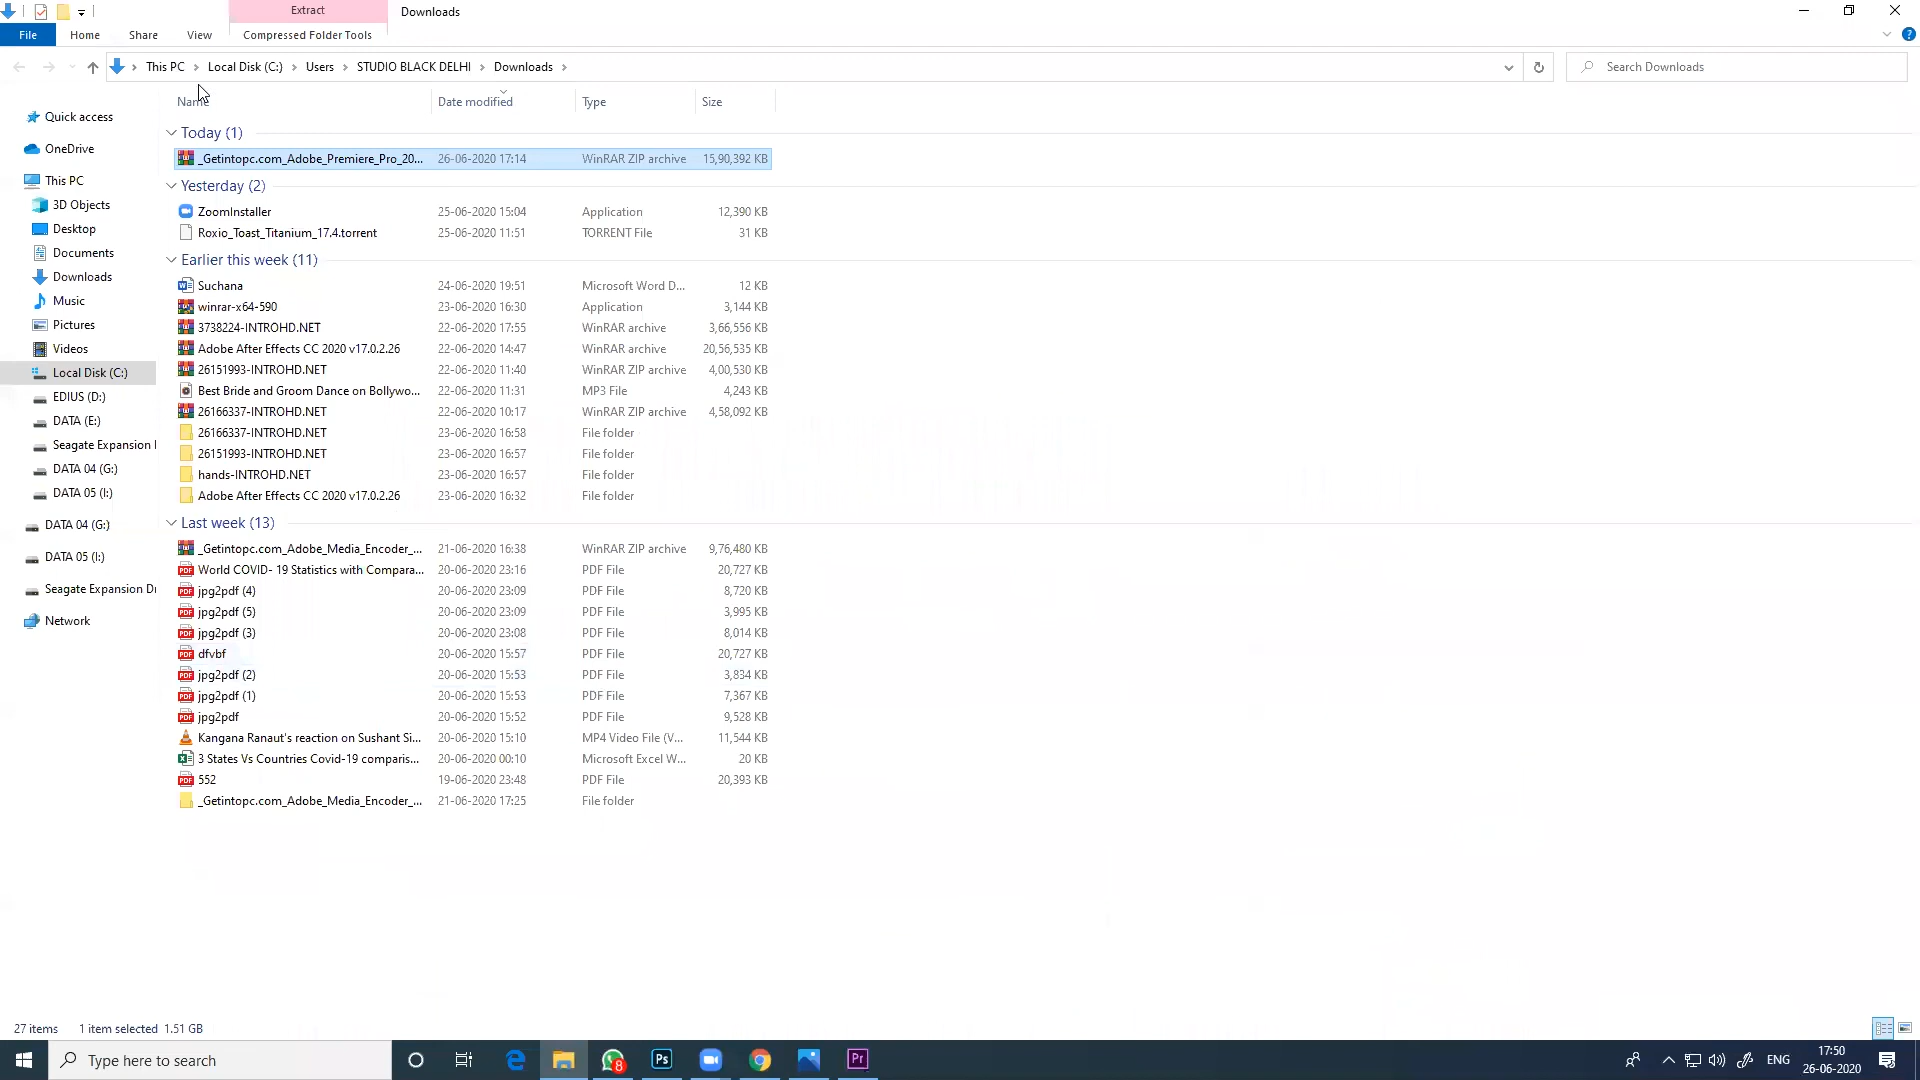 Extract
Downloads
File
Home
Share
View
Compressed Folder Tools
This PC
Local Disk (C:)
Users
STUDIO BLACK DELHI
Downloads
Search Downloads
Name
Date modified
Type
Size
Quick access
OneDrive
This PC
3D Objects
Desktop
Documents
Downloads
Music
Pictures
Videos
Local Disk (C:)
EDIUS (D:)
DATA (E:)
Seagate Expansion
DATA 04 (G:)
DATA 05 (I:)
DATA 04 (G:)
DATA 05 (I:)
Seagate Expansion Dr
Network
Today (1)
_Getintopc.com_Adobe_Premiere_Pro_20... 26-06-2020 17:14 WinRAR ZIP archive 15,90,392 KB
Yesterday (2)
ZoomInstaller 25-06-2020 15:04 Application 12,390 KB
Roxio_Toast_Titanium_17.4.torrent 25-06-2020 11:51 TORRENT File 31 KB
Earlier this week (11)
Suchana 24-06-2020 19:51 Microsoft Word D... 12 KB
winrar-x64-590 23-06-2020 16:30 Application 3,144 KB
3738224-INTROHD.NET 22-06-2020 17:55 WinRAR archive 3,66,556 KB
Adobe After Effects CC 2020 v17.0.2.26 22-06-2020 14:47 WinRAR archive 20,56,535 KB
26151993-INTROHD.NET 22-06-2020 11:40 WinRAR ZIP archive 4,00,530 KB
Best Bride and Groom Dance on Bollywo... 22-06-2020 11:31 MP3 File 4,243 KB
26166337-INTROHD.NET 22-06-2020 10:17 WinRAR ZIP archive 4,58,092 KB
26166337-INTROHD.NET 23-06-2020 16:58 File folder
26151993-INTROHD.NET 23-06-2020 16:57 File folder
hands-INTROHD.NET 23-06-2020 16:57 File folder
Adobe After Effects CC 2020 v17.0.2.26 23-06-2020 16:32 File folder
Last week (13)
_Getintopc.com_Adobe_Media_Encoder_... 21-06-2020 16:38 WinRAR ZIP archive 9,76,480 KB
World COVID- 19 Statistics with Compara... 20-06-2020 23:16 PDF File 20,727 KB
jpg2pdf (4) 20-06-2020 23:09 PDF File 8,720 KB
jpg2pdf (5) 20-06-2020 23:09 PDF File 3,995 KB
jpg2pdf (3) 20-06-2020 23:08 PDF File 8,014 KB
dfvbf 20-06-2020 15:57 PDF File 20,727 KB
jpg2pdf (2) 20-06-2020 15:53 PDF File 3,834 KB
jpg2pdf (1) 20-06-2020 15:53 PDF File 7,367 KB
jpg2pdf 20-06-2020 15:52 PDF File 9,528 KB
Kangana Ranaut's reaction on Sushant Si... 20-06-2020 15:10 MP4 Video File (V... 11,544 KB
3 States Vs Countries Covid-19 comparis... 20-06-2020 00:10 Microsoft Excel W... 20 KB
552 19-06-2020 23:48 PDF File 20,393 KB
_Getintopc.com_Adobe_Media_Encoder_... 21-06-2020 17:25 File folder
27 items 1 item selected 1.51 GB
Type here to search
8
Ps
Pr
ENG
17:50
26-06-2020